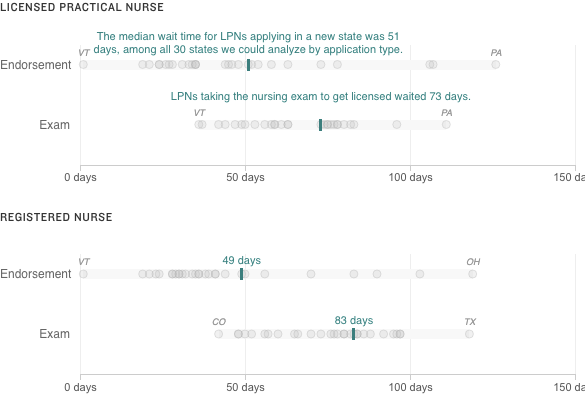 LICENSED PRACTICAL NURSE
The median wait time for LPNs applying in a new state was 51
days, among all 30 states we could analyze by application type.
VT
PA
Endorsement
LPNs taking the nursing exam to get licensed waited 73 days.
VT
PA
Exam
0 days
50 days
100 days
150 da
REGISTERED NURSE
VT
49 days
OH
Endorsement
CO
83 days
TX
Exam
0 days
50 days
100 days
150 da